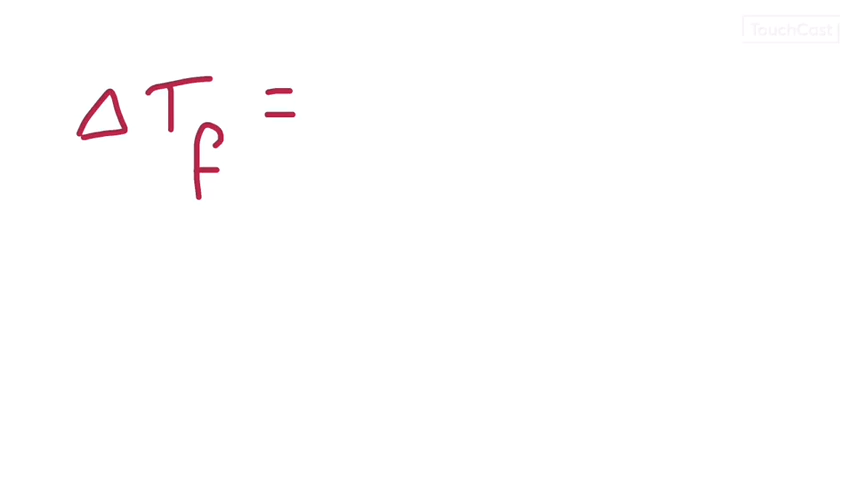 TouchCast
ΔT_f =